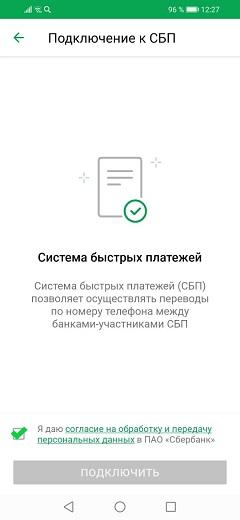 96 % 12:27
Подключение к СБП
Система быстрых платежей
Система быстрых платежей (СБП)
позволяет осуществлять переводы
по номеру телефона между
банками-участниками СБП
Я даю согласие на обработку и передачу
персональных данных в ПАО «Сбербанк»
ПОДКЛЮЧИТЬ